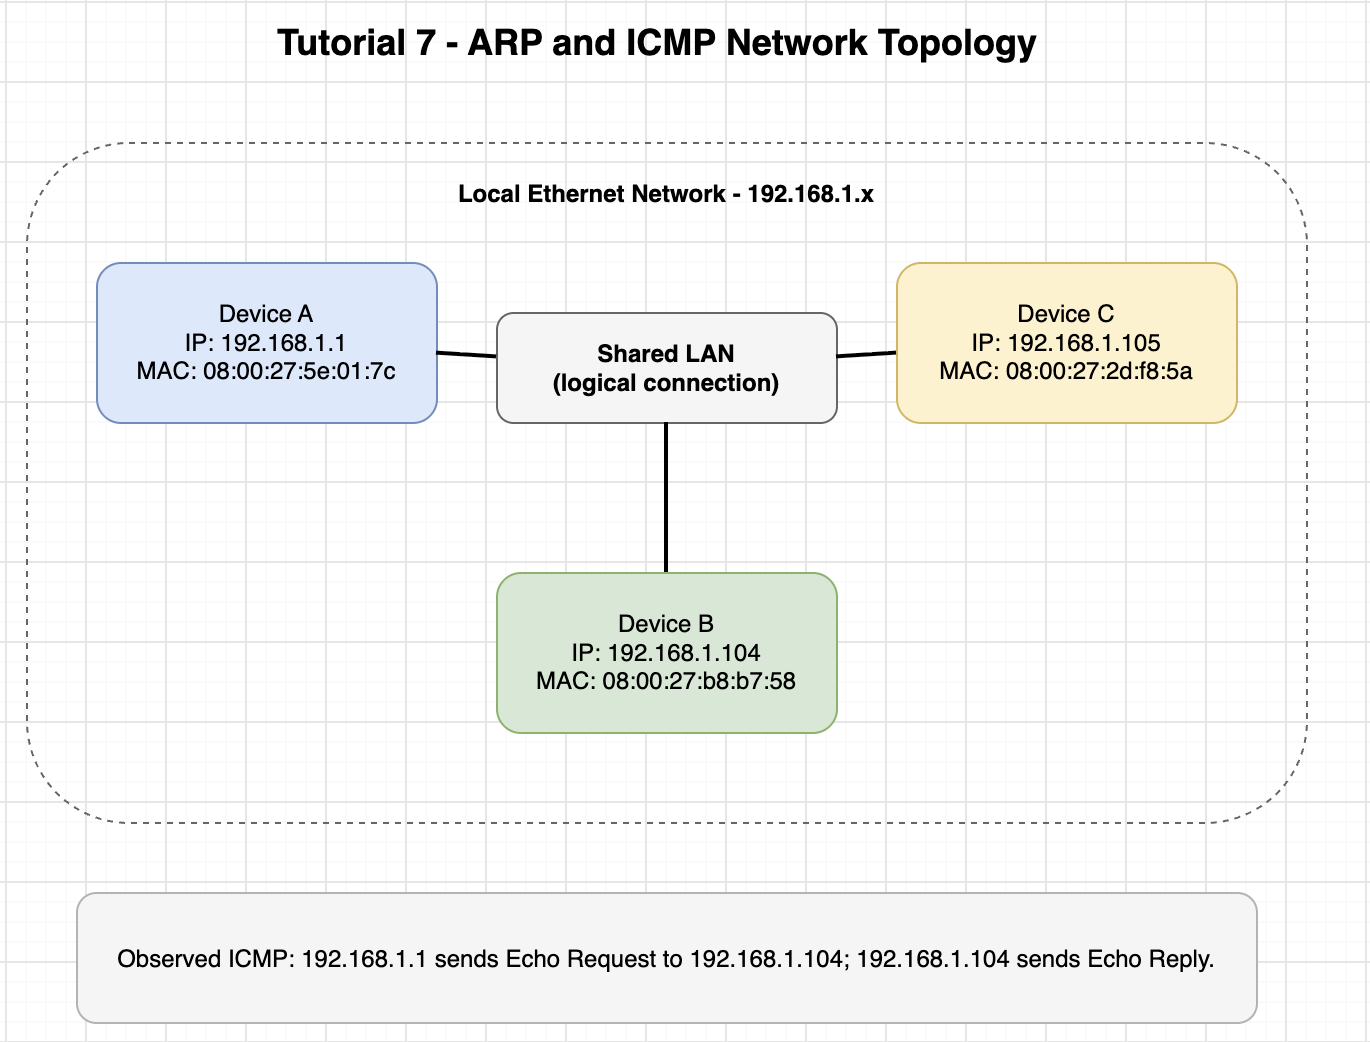 Tutorial 7 - ARP and ICMP Network Topology
Local Ethernet Network - 192.168.1.x
Device A
IP: 192.168.1.1
MAC: 08:00:27:5e:01:7c
Shared LAN
(logical connection)
Device C
IP: 192.168.1.105
MAC: 08:00:27:2d:f8:5a
Device B
IP: 192.168.1.104
MAC: 08:00:27:b8:b7:58
Observed ICMP: 192.168.1.1 sends Echo Request to 192.168.1.104; 192.168.1.104 sends Echo Reply.